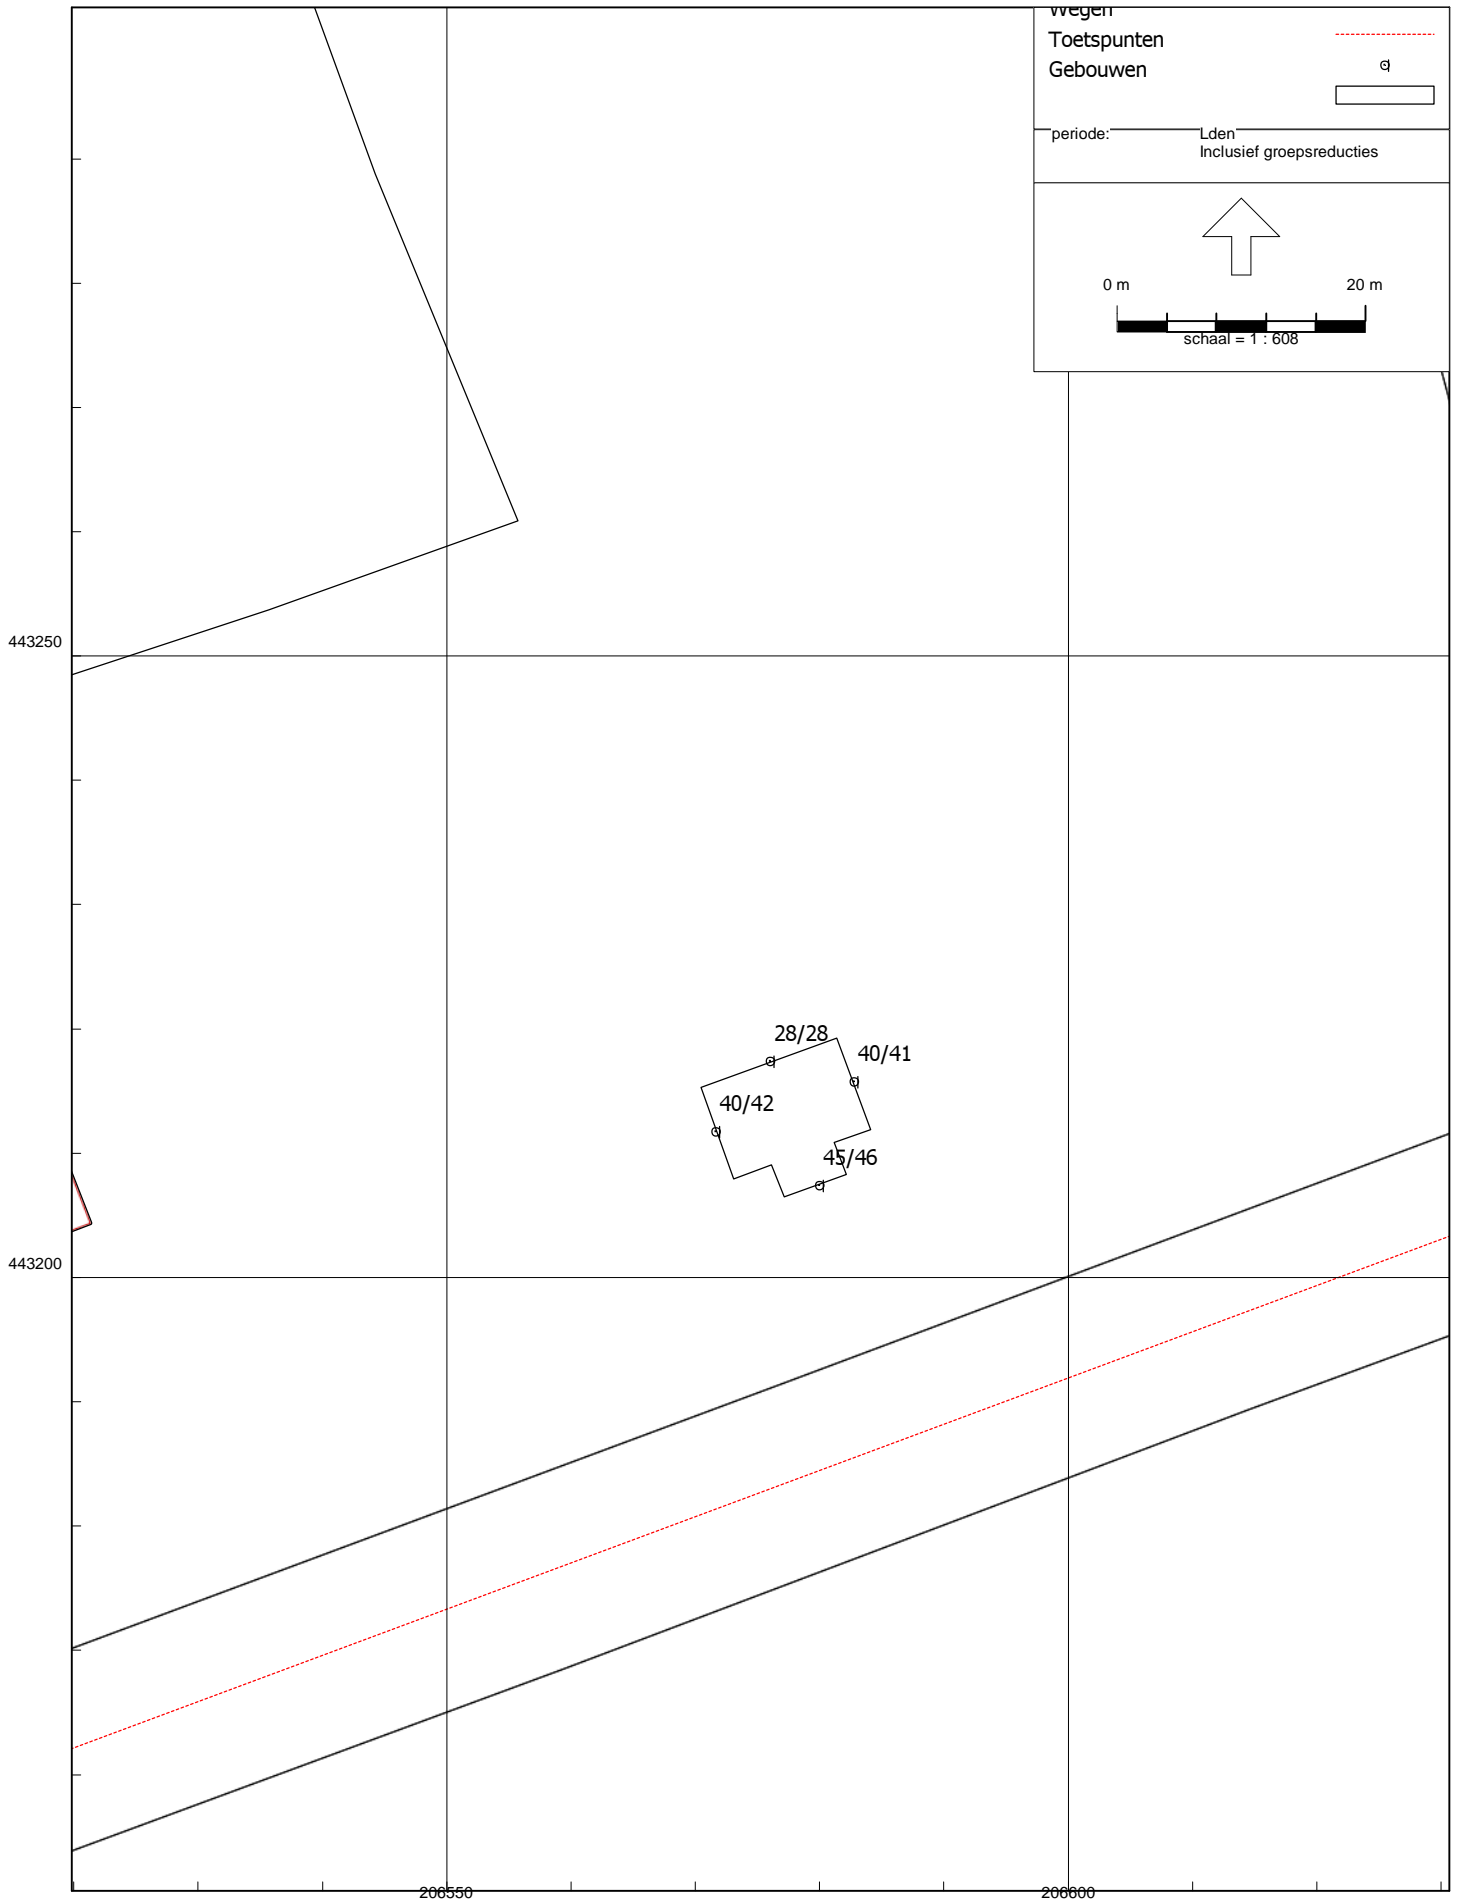 Wegen
Toetspunten
Gebouwen
periode: Lden
Inclusief groepsreducties
0 m 20 m
schaal = 1 : 608
443250
28/28
40/41
40/42
45/46
443200
206550 206600